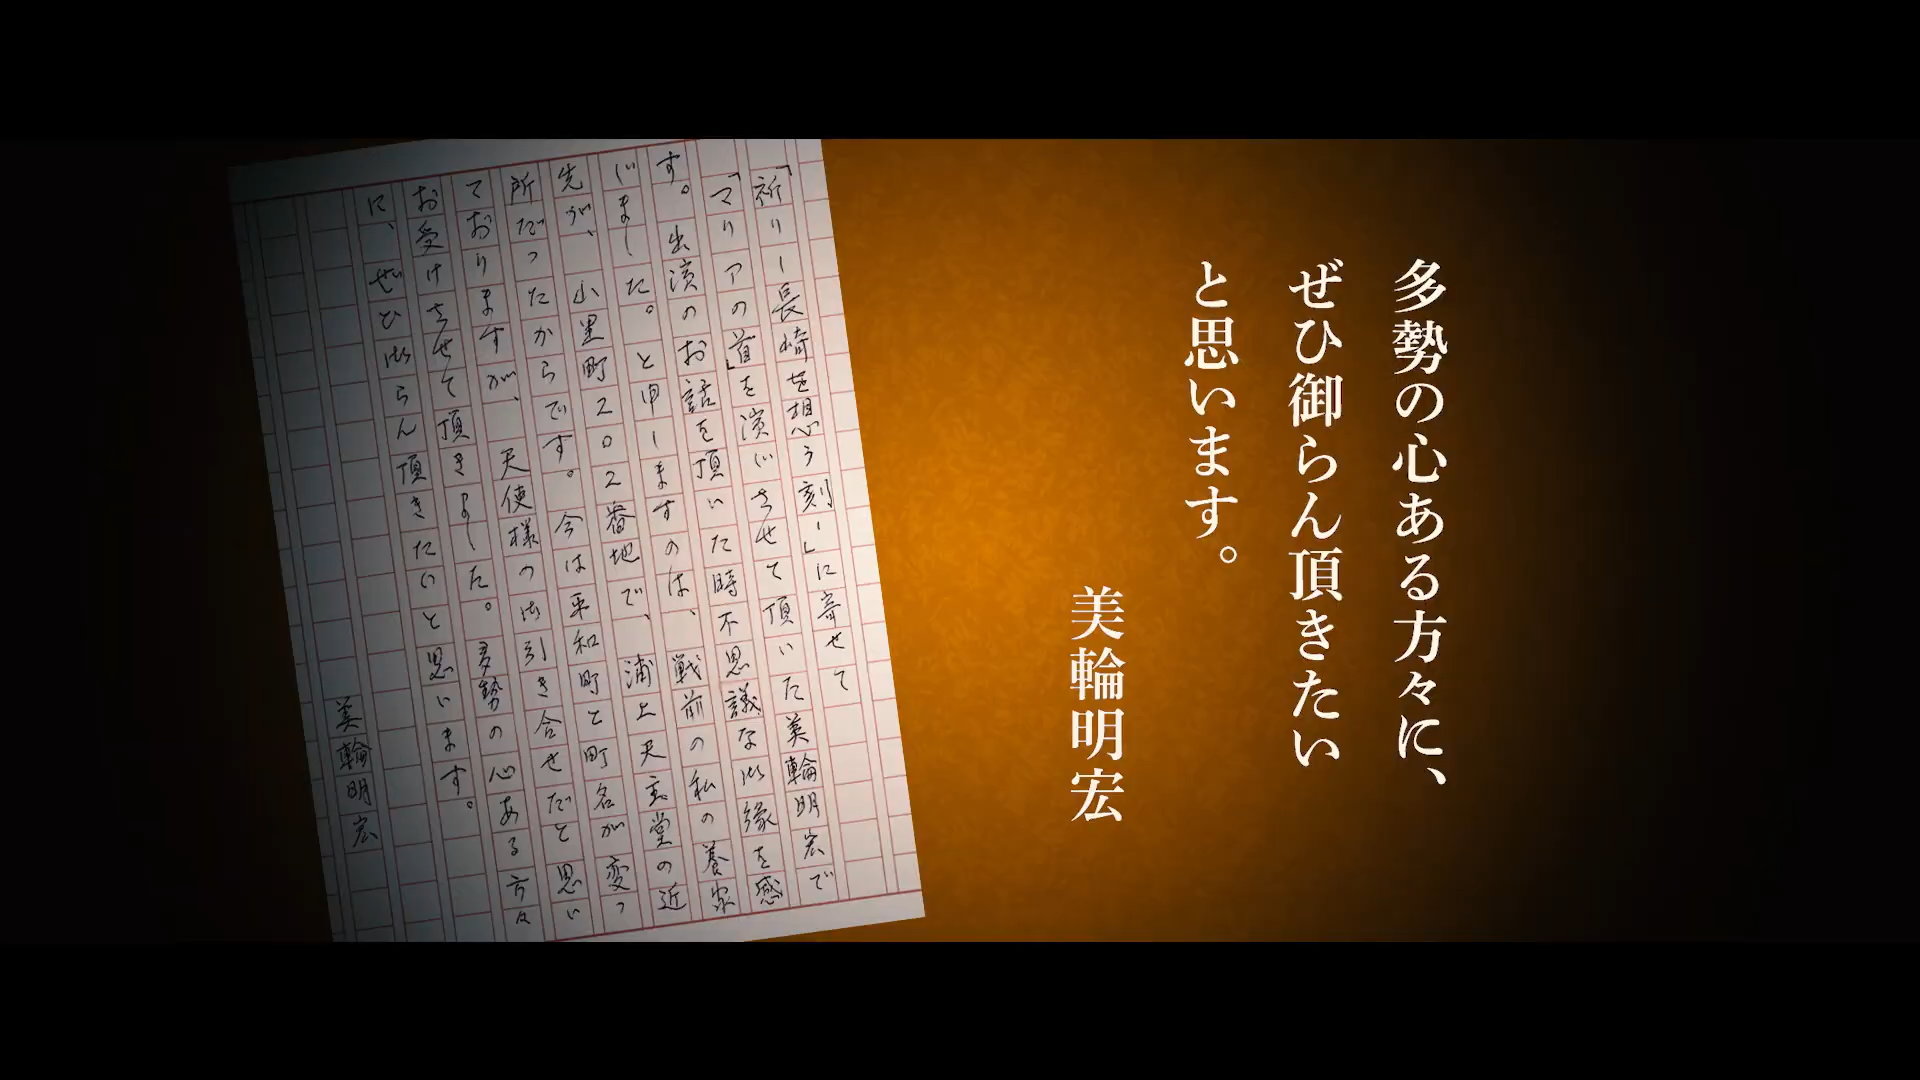 多勢の心ある方々に、
ぜひ御らん頂きたい
と思います。
美輪明宏
「祈り―長崎を想う刻―」に寄せて
「マリアの首」を演じさせて頂いた美輪明宏で
す。出演のお話を頂いた時不思議な御縁を感
じました。と申しますのは、戦前の私の養家
先が、山里町202番地で、浦上天主堂の近
所だったからです。今は平和町と町名が変っ
ておりますが、天使様の御引き合せだと思い
お受けさせて頂きました。多勢の心ある方々
に、ぜひ御らん頂きたいと思います。
美輪明宏